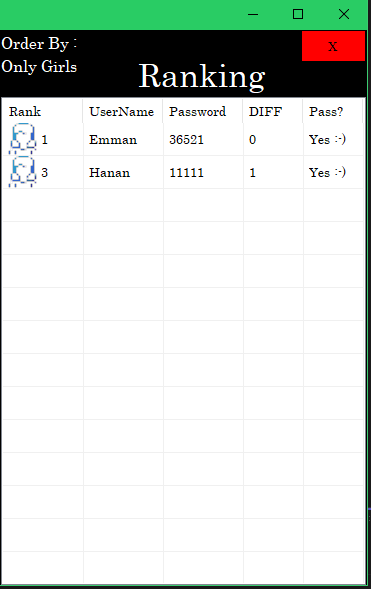 Order By :
X
Only Girls
Ranking
Rank UserName Password DIFF Pass?
1 Emman 36521 0 Yes :-)
3 Hanan 11111 1 Yes :-)